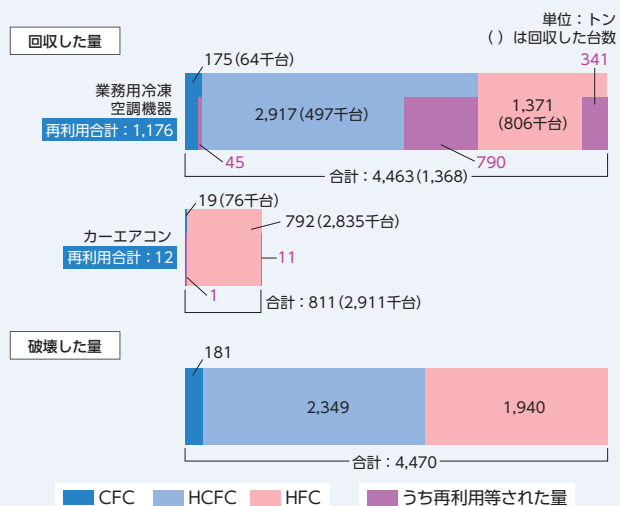 単位：トン
（ ）は回収した台数
回収した量
175（64千台）
341
業務用冷凍
空調機器
再利用合計：1,176
2,917（497千台）
1,371
（806千台）
45
790
合計：4,463（1,368）
19（76千台）
792（2,835千台）
カーエアコン
再利用合計：12
11
1
合計：811（2,911千台）
破壊した量
181
2,349
1,940
合計：4,470
CFC HCFC HFC うち再利用等された量